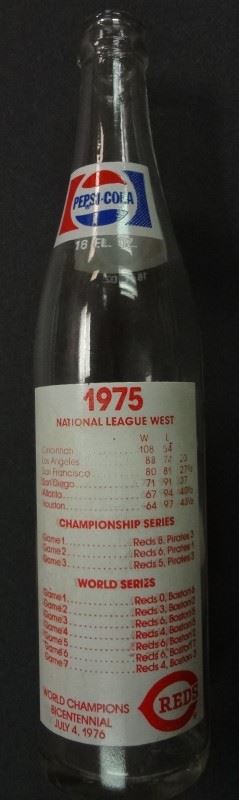 PEPSI-COLA
16 FL. OZ.
1975
NATIONAL LEAGUE WEST
W L
Cincinnati 108 54
Los Angeles 88 74 20
San Francisco 80 81 27½
San Diego 71 91 37
Atlanta 67 94 40½
Houston 64 97 43½
CHAMPIONSHIP SERIES
Game 1 Reds 8, Pirates 3
Game 2 Reds 6, Pirates 1
Game 3 Reds 5, Pirates 3
WORLD SERIES
Game 1 Reds 0, Boston 6
Game 2 Reds 3, Boston
Game 3 Reds 6, Boston
Game 4 Reds 4, Boston
Game 5 Reds 6, Boston
Game 6 Reds 6, Boston 7
Game 7 Reds 4, Boston 3
WORLD CHAMPIONS
BICENTENNIAL
JULY 4, 1976
REDS